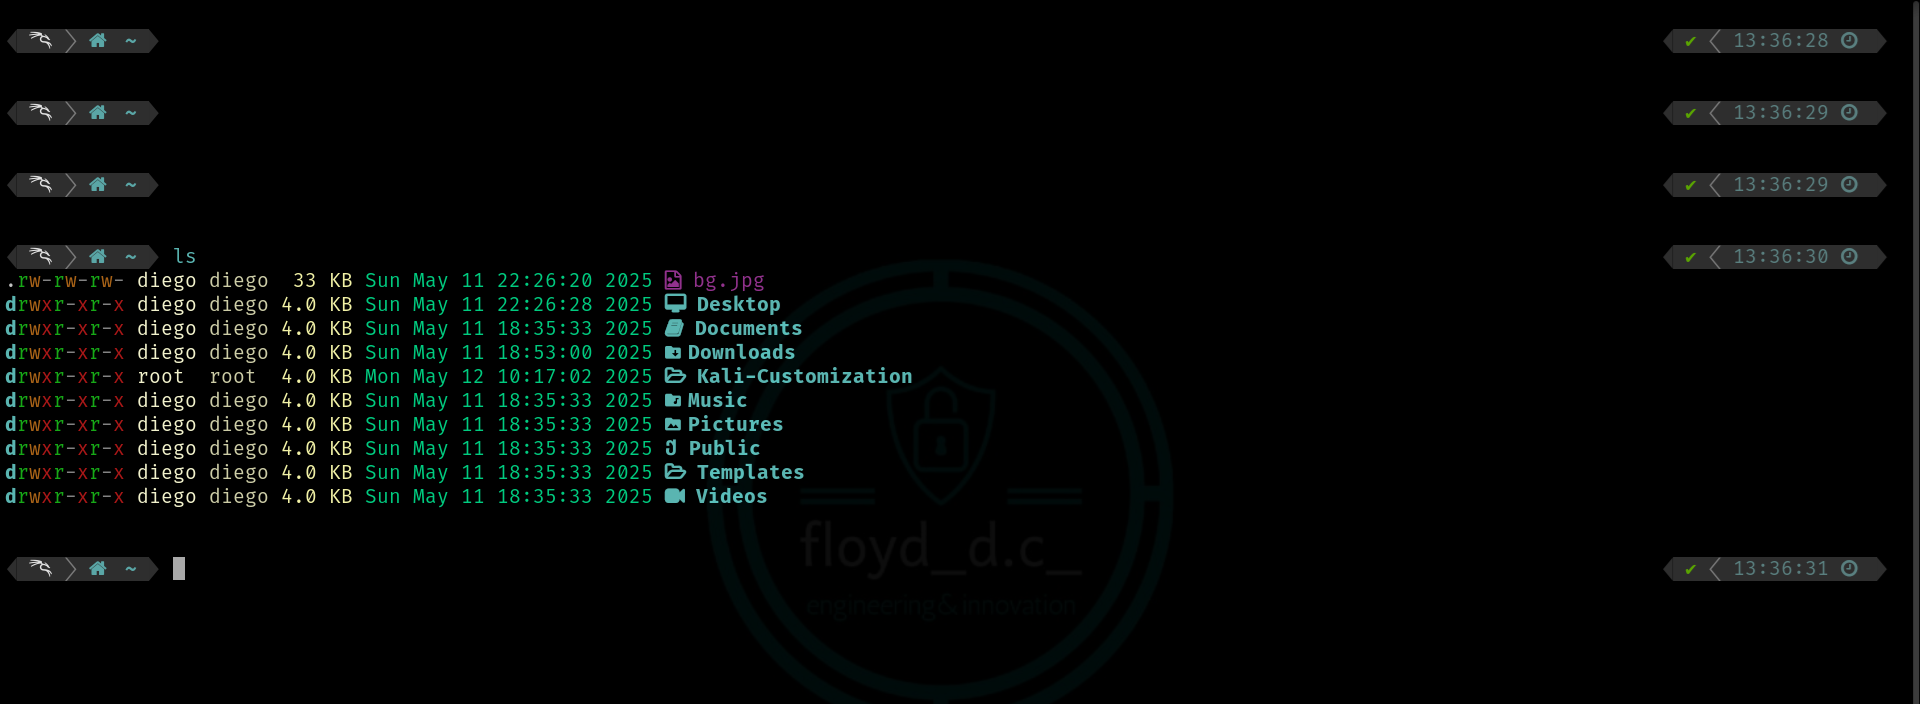 ~ ✔ 13:36:28
~ ✔ 13:36:29
~ ✔ 13:36:29
~ ls ✔ 13:36:30
.rw-rw-rw- diego diego  33 KB Sun May 11 22:26:20 2025 bg.jpg
drwxr-xr-x diego diego 4.0 KB Sun May 11 22:26:28 2025 Desktop
drwxr-xr-x diego diego 4.0 KB Sun May 11 18:35:33 2025 Documents
drwxr-xr-x diego diego 4.0 KB Sun May 11 18:53:00 2025 Downloads
drwxr-xr-x root  root  4.0 KB Mon May 12 10:17:02 2025 Kali-Customization
drwxr-xr-x diego diego 4.0 KB Sun May 11 18:35:33 2025 Music
drwxr-xr-x diego diego 4.0 KB Sun May 11 18:35:33 2025 Pictures
drwxr-xr-x diego diego 4.0 KB Sun May 11 18:35:33 2025 Public
drwxr-xr-x diego diego 4.0 KB Sun May 11 18:35:33 2025 Templates
drwxr-xr-x diego diego 4.0 KB Sun May 11 18:35:33 2025 Videos
floyd_d.c_
~ ✔ 13:36:31
engineering&innovation